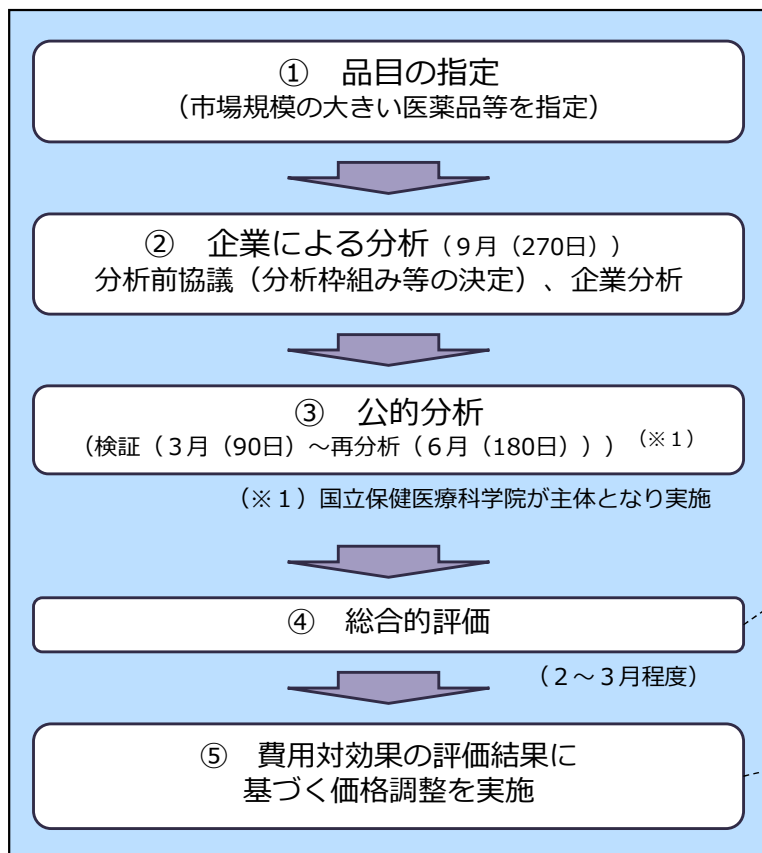 ① 品目の指定
（市場規模の大きい医薬品等を指定）
② 企業による分析（９月（270日））
分析前協議（分析枠組み等の決定）、企業分析
③ 公的分析
（検証（３月（90日）～再分析（６月（180日）））（※１）
（※１）国立保健医療科学院が主体となり実施
④ 総合的評価
（２～３月程度）
⑤ 費用対効果の評価結果に
基づく価格調整を実施